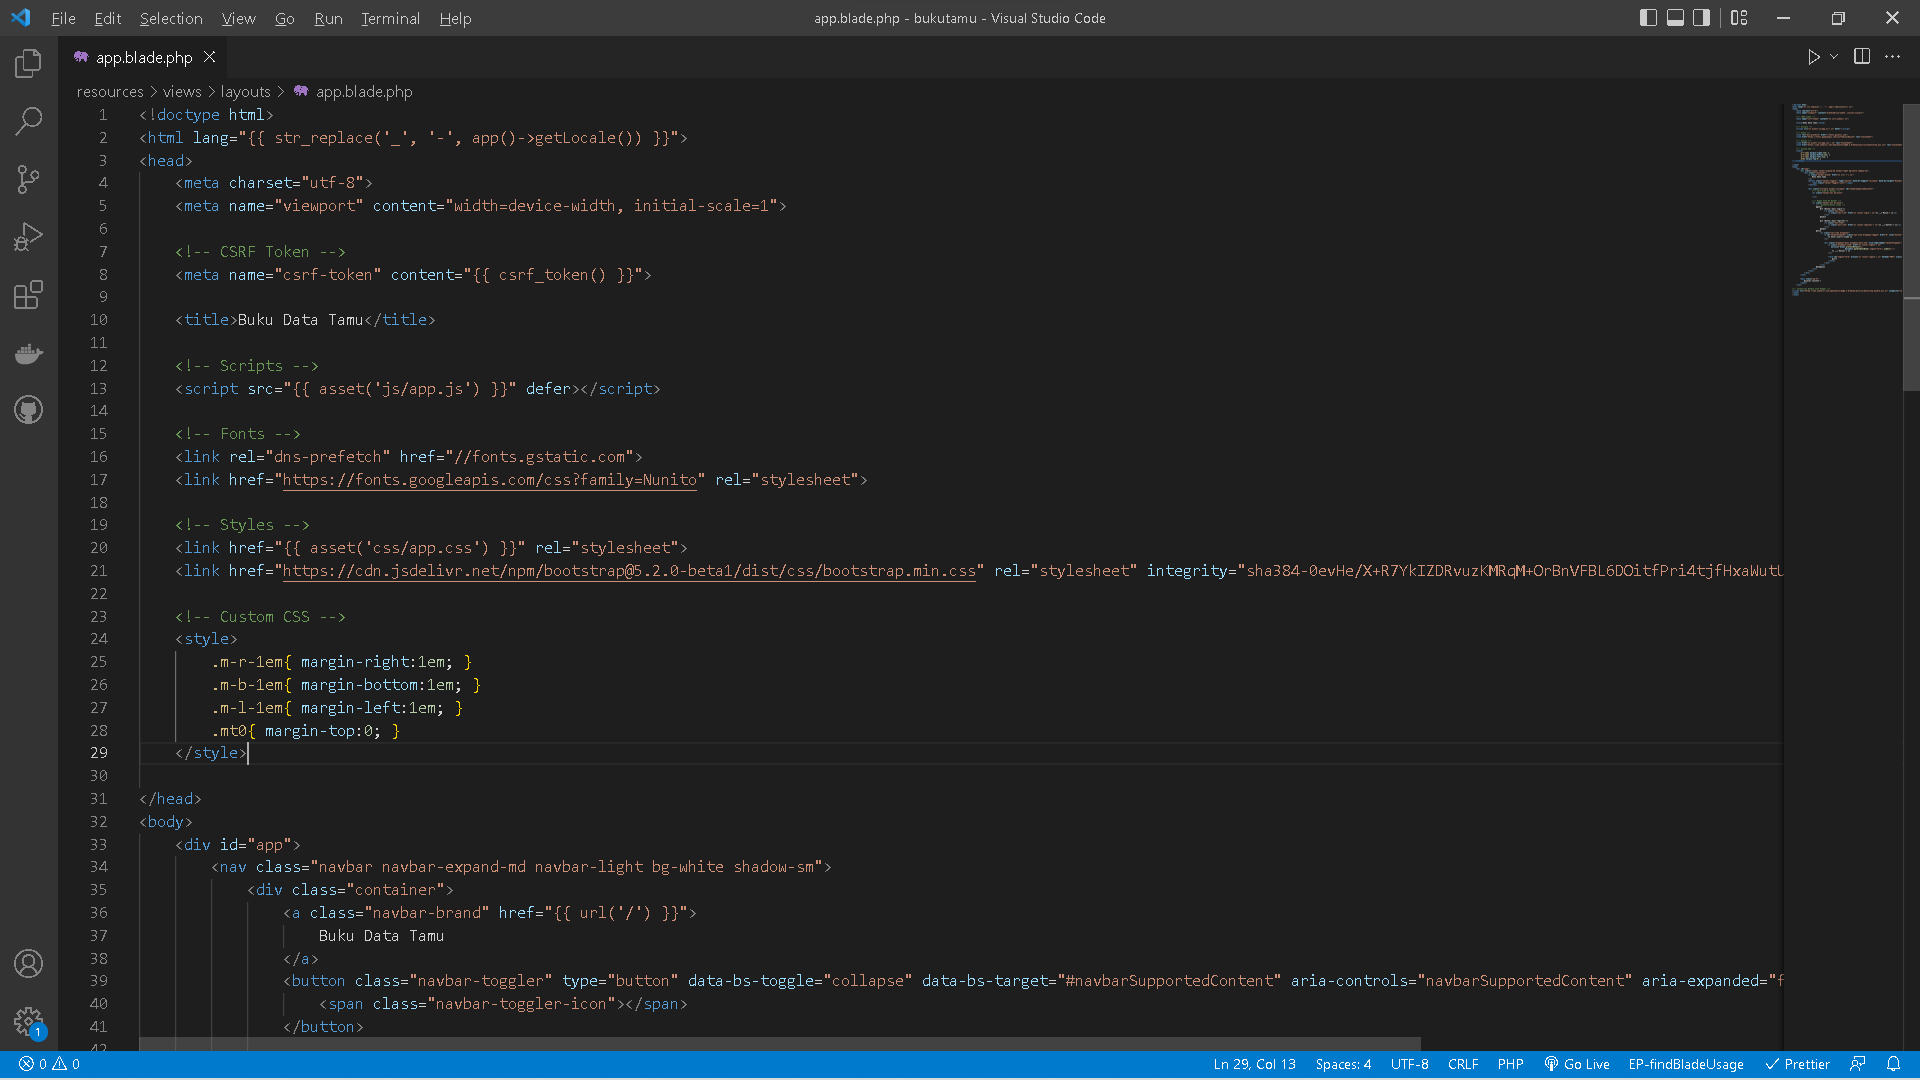 File Edit Selection View Go Run Terminal Help
app.blade.php - bukutamu - Visual Studio Code
app.blade.php
resources > views > layouts > app.blade.php
1 <!doctype html>
2 <html lang="{{ str_replace('_', '-', app()->getLocale()) }}">
3 <head>
4 <meta charset="utf-8">
5 <meta name="viewport" content="width=device-width, initial-scale=1">
6
7 <!-- CSRF Token -->
8 <meta name="csrf-token" content="{{ csrf_token() }}">
9
10 <title>Buku Data Tamu</title>
11
12 <!-- Scripts -->
13 <script src="{{ asset('js/app.js') }}" defer></script>
14
15 <!-- Fonts -->
16 <link rel="dns-prefetch" href="//fonts.gstatic.com">
17 <link href="https://fonts.googleapis.com/css?family=Nunito" rel="stylesheet">
18
19 <!-- Styles -->
20 <link href="{{ asset('css/app.css') }}" rel="stylesheet">
21 <link href="https://cdn.jsdelivr.net/npm/bootstrap@5.2.0-beta1/dist/css/bootstrap.min.css" rel="stylesheet" integrity="sha384-0evHe/X+R7YkIZDRvuzKMRqM+OrBnVFBL6DOitfPri4tjfHxaWutU
22
23 <!-- Custom CSS -->
24 <style>
25 .m-r-1em{ margin-right:1em; }
26 .m-b-1em{ margin-bottom:1em; }
27 .m-l-1em{ margin-left:1em; }
28 .mt0{ margin-top:0; }
29 </style>
30
31 </head>
32 <body>
33 <div id="app">
34 <nav class="navbar navbar-expand-md navbar-light bg-white shadow-sm">
35 <div class="container">
36 <a class="navbar-brand" href="{{ url('/') }}">
37 Buku Data Tamu
38 </a>
39 <button class="navbar-toggler" type="button" data-bs-toggle="collapse" data-bs-target="#navbarSupportedContent" aria-controls="navbarSupportedContent" aria-expanded="f
40 <span class="navbar-toggler-icon"></span>
41 </button>
42
1
0 0 Ln 29, Col 13 Spaces: 4 UTF-8 CRLF PHP Go Live EP-findBladeUsage Prettier